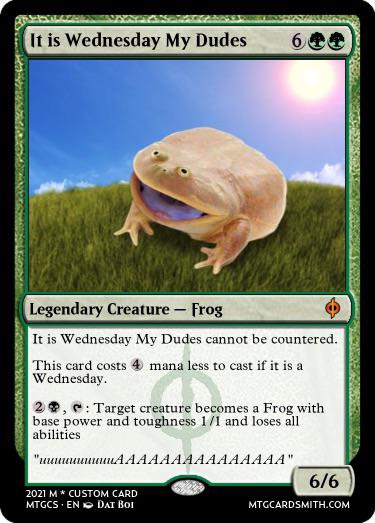 It is Wednesday My Dudes 6
Legendary Creature — Frog
It is Wednesday My Dudes cannot be countered.
This card costs 4 mana less to cast if it is a
Wednesday.
2, : Target creature becomes a Frog with
base power and toughness 1/1 and loses all
abilities
"uuuuuuuuuuAAAAAAAAAAAAAAA"
6/6
2021 M * CUSTOM CARD
MTGCS · EN Dat Boi
MTGCARDSMITH.COM